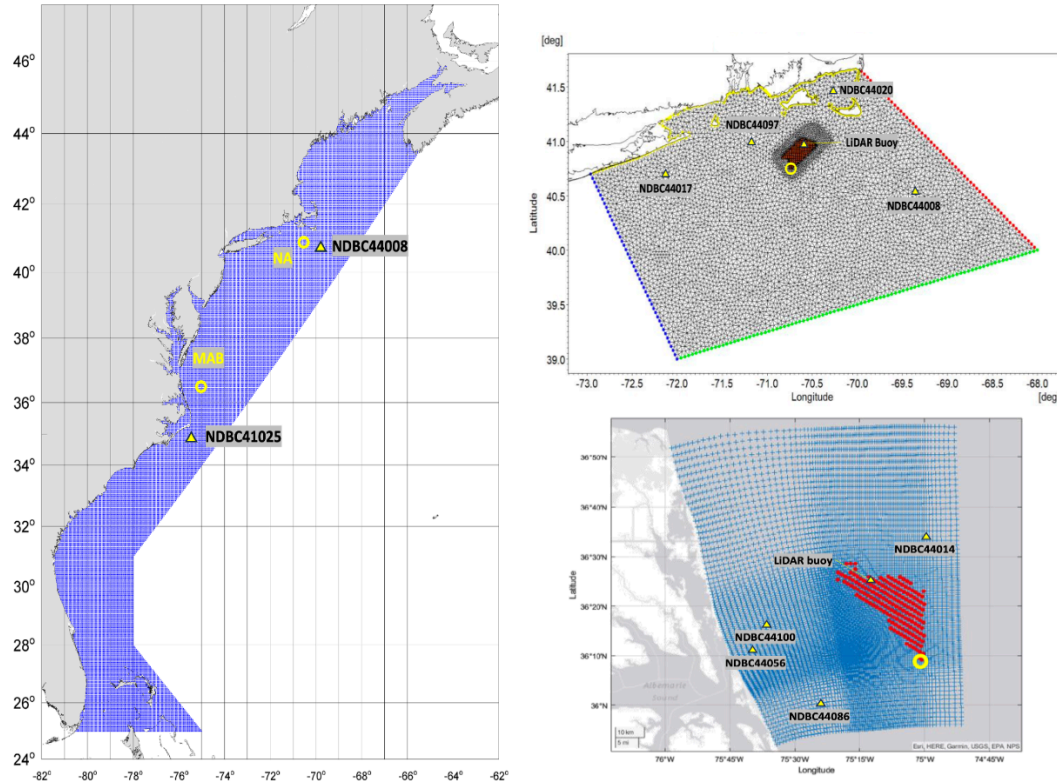 46°
44°
42°
40°
38°
36°
34°
32°
30°
28°
26°
24°
-82
-80
-78
-76
-74
-72
-70
-68
-66
-64
-62
NDBC44008
NA
MAB
NDBC41025
[deg]
41.5
41.0
40.5
40.0
39.5
39.0
Latitude
-73.0
-72.5
-72.0
-71.5
-71.0
-70.5
-70.0
-69.5
-69.0
-68.5
-68.0
Longitude
[deg]
NDBC44020
NDBC44097
LiDAR Buoy
NDBC44017
NDBC44008
36°50'N
36°40'N
36°30'N
36°20'N
36°10'N
36°N
Latitude
NDBC44014
LiDAR buoy
NDBC44100
NDBC44056
NDBC44086
Albemarle
Sound
10 km
5 mi
Esri, HERE, Garmin, USGS, EPA, NPS
76°W
75°45'W
75°30'W
75°15'W
75°W
74°45'W
Longitude